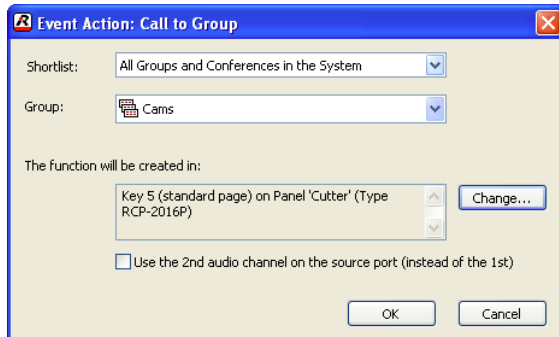 Event Action: Call to Group
Shortlist: All Groups and Conferences in the System
Group: Cams
The function will be created in:
Key 5 (standard page) on Panel 'Cutter' (Type
RCP-2016P)
Change...
Use the 2nd audio channel on the source port (instead of the 1st)
OK Cancel